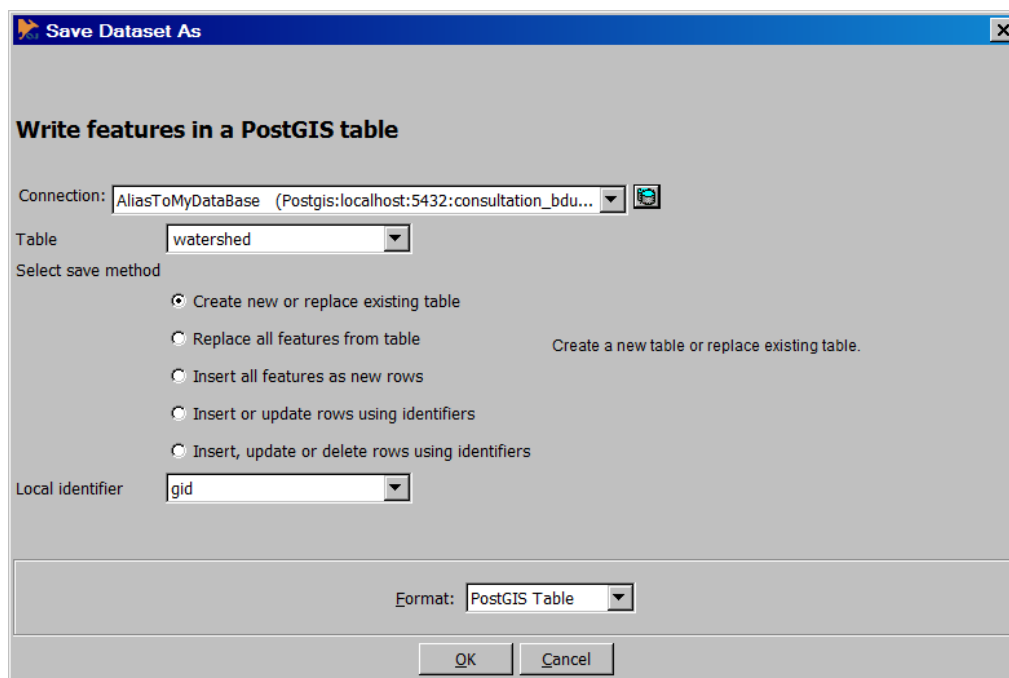 Save Dataset As
Write features in a PostGIS table
Connection: AliasToMyDataBase (Postgis:localhost:5432:consultation_bdu...
Table watershed
Select save method
Create new or replace existing table
Replace all features from table
Create a new table or replace existing table.
Insert all features as new rows
Insert or update rows using identifiers
Insert, update or delete rows using identifiers
Local identifier gid
Format: PostGIS Table
OK Cancel